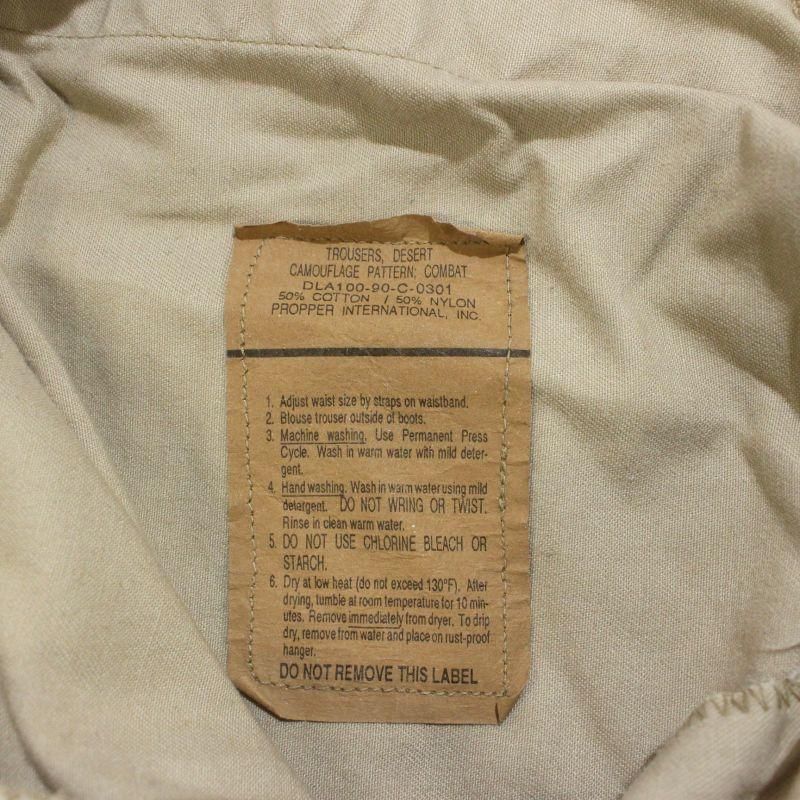 TROUSERS, DESERT
CAMOUFLAGE PATTERN: COMBAT
DLA100-90-C-0301
50% COTTON / 50% NYLON
PROPPER INTERNATIONAL, INC.
1. Adjust waist size by straps on waistband.
2. Blouse trouser outside of boots.
3. Machine washing. Use Permanent Press
Cycle. Wash in warm water with mild deter-
gent.
4. Hand washing. Wash in warm water using mild
detergent. DO NOT WRING OR TWIST.
Rinse in clean warm water.
5. DO NOT USE CHLORINE BLEACH OR
STARCH.
6. Dry at low heat (do not exceed 130°F). After
drying, tumble at room temperature for 10 min-
utes. Remove immediately from dryer. To drip
dry, remove from water and place on rust-proof
hanger.
DO NOT REMOVE THIS LABEL